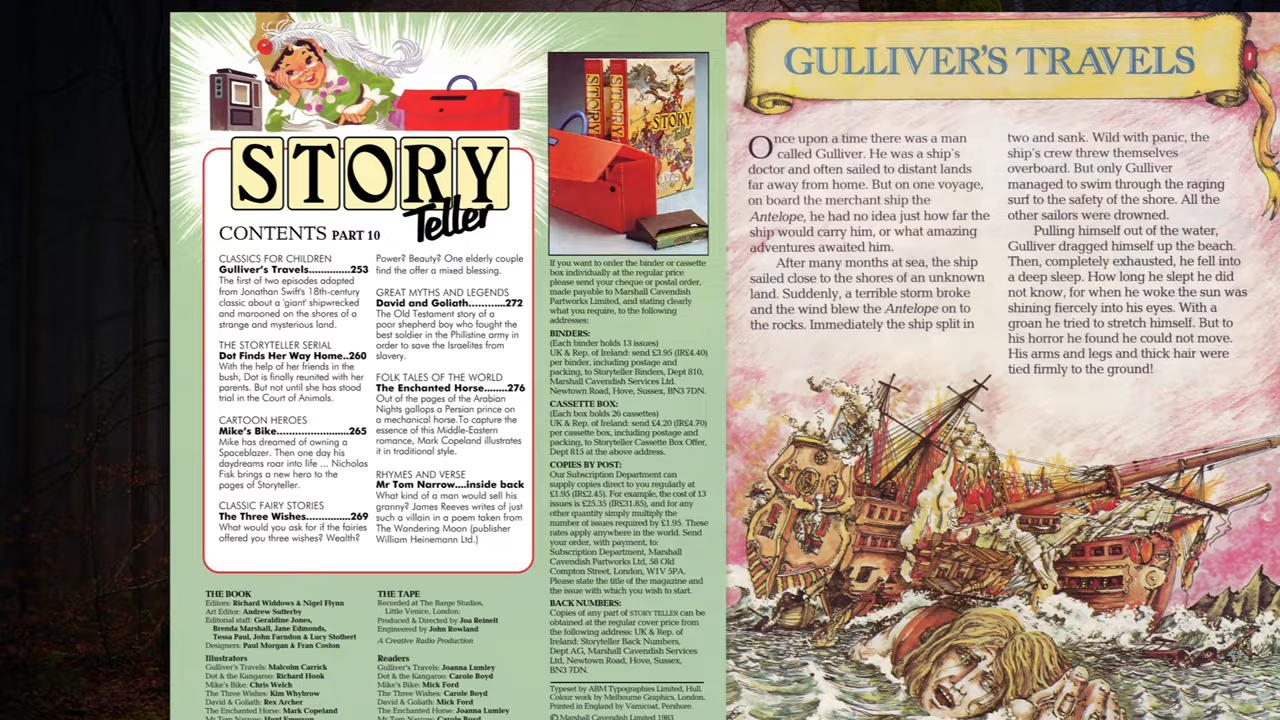 STORY
Teller
CONTENTS PART 10
CLASSICS FOR CHILDREN
Gulliver's Travels..............253
The first of two episodes adapted
from Jonathan Swift's 18th-century
classic about a 'giant' shipwrecked
and marooned on the shores of a
strange and mysterious land.
THE STORYTELLER SERIAL
Dot Finds Her Way Home..260
With the help of her friends in the
bush, Dot is finally reunited with her
parents. But not until she has stood
trial in the Court of Animals.
CARTOON HEROES
Mike's Bike........................265
Mike has dreamed of owning a
Spaceblazer. Then one day his
daydreams roar into life ... Nicholas
Fisk brings a new hero to the
pages of Storyteller.
CLASSIC FAIRY STORIES
The Three Wishes...............269
What would you ask for if the fairies
offered you three wishes? Wealth?
Power? Beauty? One elderly couple
find the offer a mixed blessing.
GREAT MYTHS AND LEGENDS
David and Goliath............272
The Old Testament story of a
poor shepherd boy who fought the
best soldier in the Philistine army in
order to save the Israelites from
slavery.
FOLK TALES OF THE WORLD
The Enchanted Horse........276
Out of the pages of the Arabian
Nights gallops a Persian prince on
a mechanical horse.To capture the
essence of this Middle-Eastern
romance, Mark Copeland illustrates
it in traditional style.
RHYMES AND VERSE
Mr Tom Narrow....inside back
What kind of a man would sell his
granny? James Reeves writes of just
such a villain in a poem taken from
The Wandering Moon (publisher
William Heinemann Ltd.)
THE BOOK
Editors: Richard Widdows & Nigel Flynn
Art Editor: Andrew Sutterby
Editorial staff: Geraldine Jones,
Brenda Marshall, Jane Edmonds,
Tessa Paul, John Farndon & Lucy Slothert
Designers: Paul Morgan & Fran Coston
Illustrators
Gulliver's Travels: Malcolm Carrick
Dot & the Kangaroo: Richard Hook
Mike's Bike: Chris Welch
The Three Wishes: Kim Whybrow
David & Goliath: Rex Archer
The Enchanted Horse: Mark Copeland
Mr Tom Narrow: Hunt Emerson
THE TAPE
Recorded at The Barge Studios,
Little Venice, London:
Produced & Directed by Joa Reinelt
Engineered by John Rowland
A Creative Radio Production
Readers
Gulliver's Travels: Joanna Lumley
Dot & the Kangaroo: Carole Boyd
Mike's Bike: Mick Ford
The Three Wishes: Carole Boyd
David & Goliath: Mick Ford
The Enchanted Horse: Joanna Lumley
Mr Tom Narrow: Carole Boyd
STORY
STORY
STORY
Teller
If you want to order the binder or cassette
box individually at the regular price
please send your cheque or postal order,
made payable to Marshall Cavendish
Partworks Limited, and stating clearly
what you require, to the following
addresses:
BINDERS:
(Each binder holds 13 issues)
UK & Rep. of Ireland: send £3.95 (IR£4.40)
per binder, including postage and
packing, to Storyteller Binders, Dept 810,
Marshall Cavendish Services Ltd.
Newtown Road, Hove, Sussex, BN3 7DN.
CASSETTE BOX:
(Each box holds 26 cassettes)
UK & Rep. of Ireland: send £4.20 (IR£4.70)
per cassette box, including postage and
packing, to Storyteller Cassette Box Offer,
Dept 815 at the above address.
COPIES BY POST:
Our Subscription Department can
supply copies direct to you regularly at
£1.95 (IR£2.45). For example, the cost of 13
issues is £25.35 (IR£31.85), and for any
other quantity simply multiply the
number of issues required by £1.95. These
rates apply anywhere in the world. Send
your order, with payment, to:
Subscription Department, Marshall
Cavendish Partworks Ltd, 58 Old
Compton Street, London, W1V 5PA.
Please state the title of the magazine and
the issue with which you wish to start.
BACK NUMBERS:
Copies of any part of STORY TELLER can be
obtained at the regular cover price from
the following address: UK & Rep. of
Ireland: Storyteller Back Numbers,
Dept AG, Marshall Cavendish Services
Ltd, Newtown Road, Hove, Sussex,
BN3 7DN.
Typeset by ABM Typographies Limited, Hull.
Colour work by Melbourne Graphics, London.
Printed in England by Varnicoat, Pershore.
© Marshall Cavendish Limited 1983
GULLIVER'S TRAVELS
Once upon a time there was a man
called Gulliver. He was a ship's
doctor and often sailed to distant lands
far away from home. But on one voyage,
on board the merchant ship the
Antelope, he had no idea just how far the
ship would carry him, or what amazing
adventures awaited him.
After many months at sea, the ship
sailed close to the shores of an unknown
land. Suddenly, a terrible storm broke
and the wind blew the Antelope on to
the rocks. Immediately the ship split in
two and sank. Wild with panic, the
ship's crew threw themselves
overboard. But only Gulliver
managed to swim through the raging
surf to the safety of the shore. All the
other sailors were drowned.
Pulling himself out of the water,
Gulliver dragged himself up the beach.
Then, completely exhausted, he fell into
a deep sleep. How long he slept he did
not know, for when he woke the sun was
shining fiercely into his eyes. With a
groan he tried to stretch himself. But to
his horror he found he could not move.
His arms and legs and thick hair were
tied firmly to the ground!